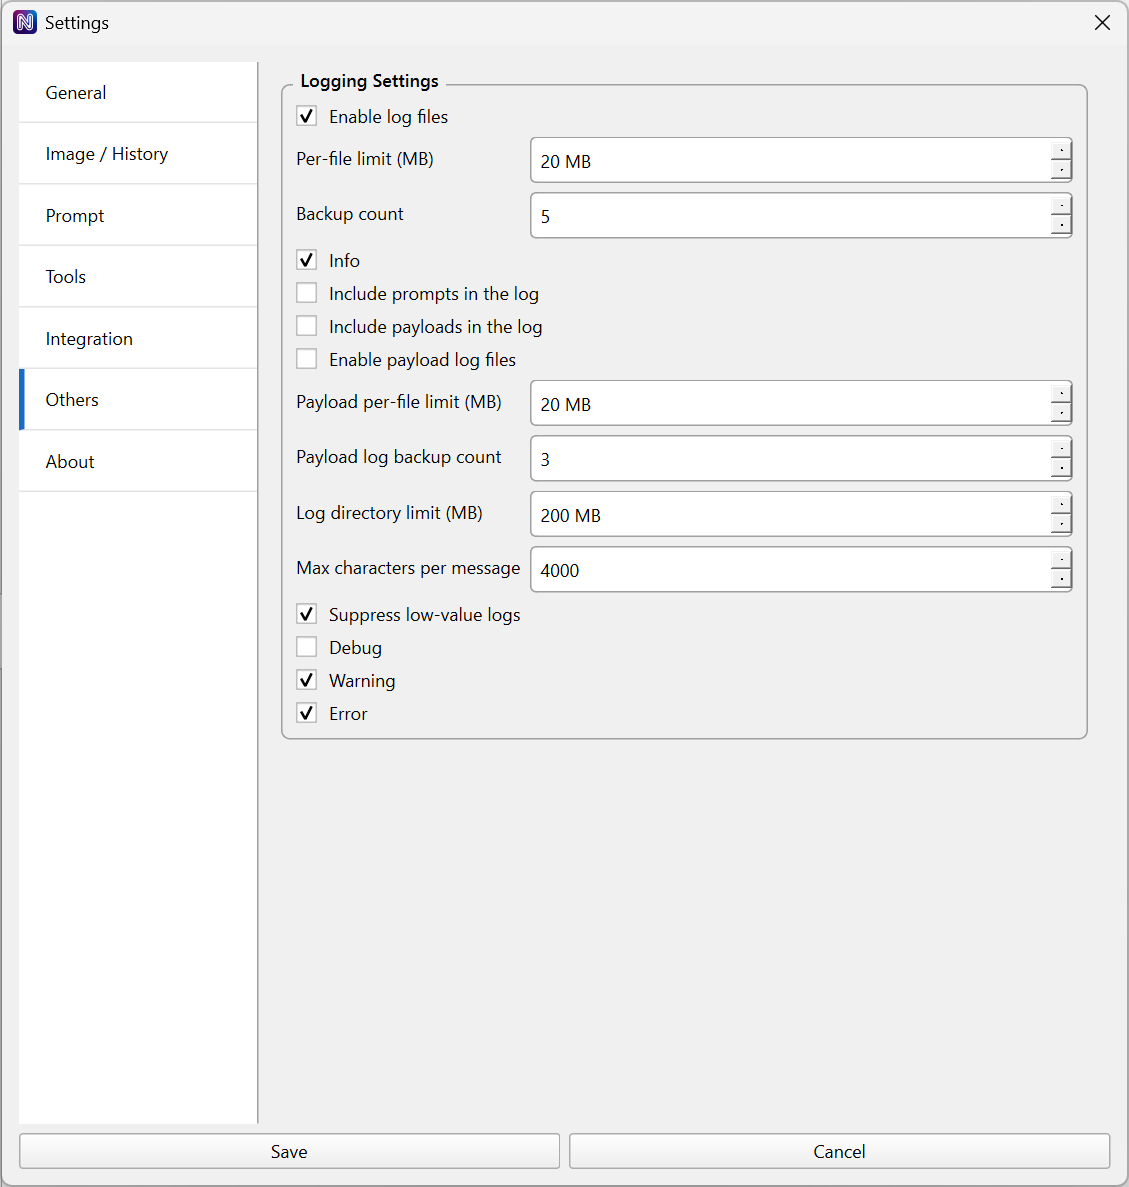 Settings
General
Image / History
Prompt
Tools
Integration
Others
About
Logging Settings
Enable log files
Per-file limit (MB) 20 MB
Backup count 5
Info
Include prompts in the log
Include payloads in the log
Enable payload log files
Payload per-file limit (MB) 20 MB
Payload log backup count 3
Log directory limit (MB) 200 MB
Max characters per message 4000
Suppress low-value logs
Debug
Warning
Error
Save Cancel